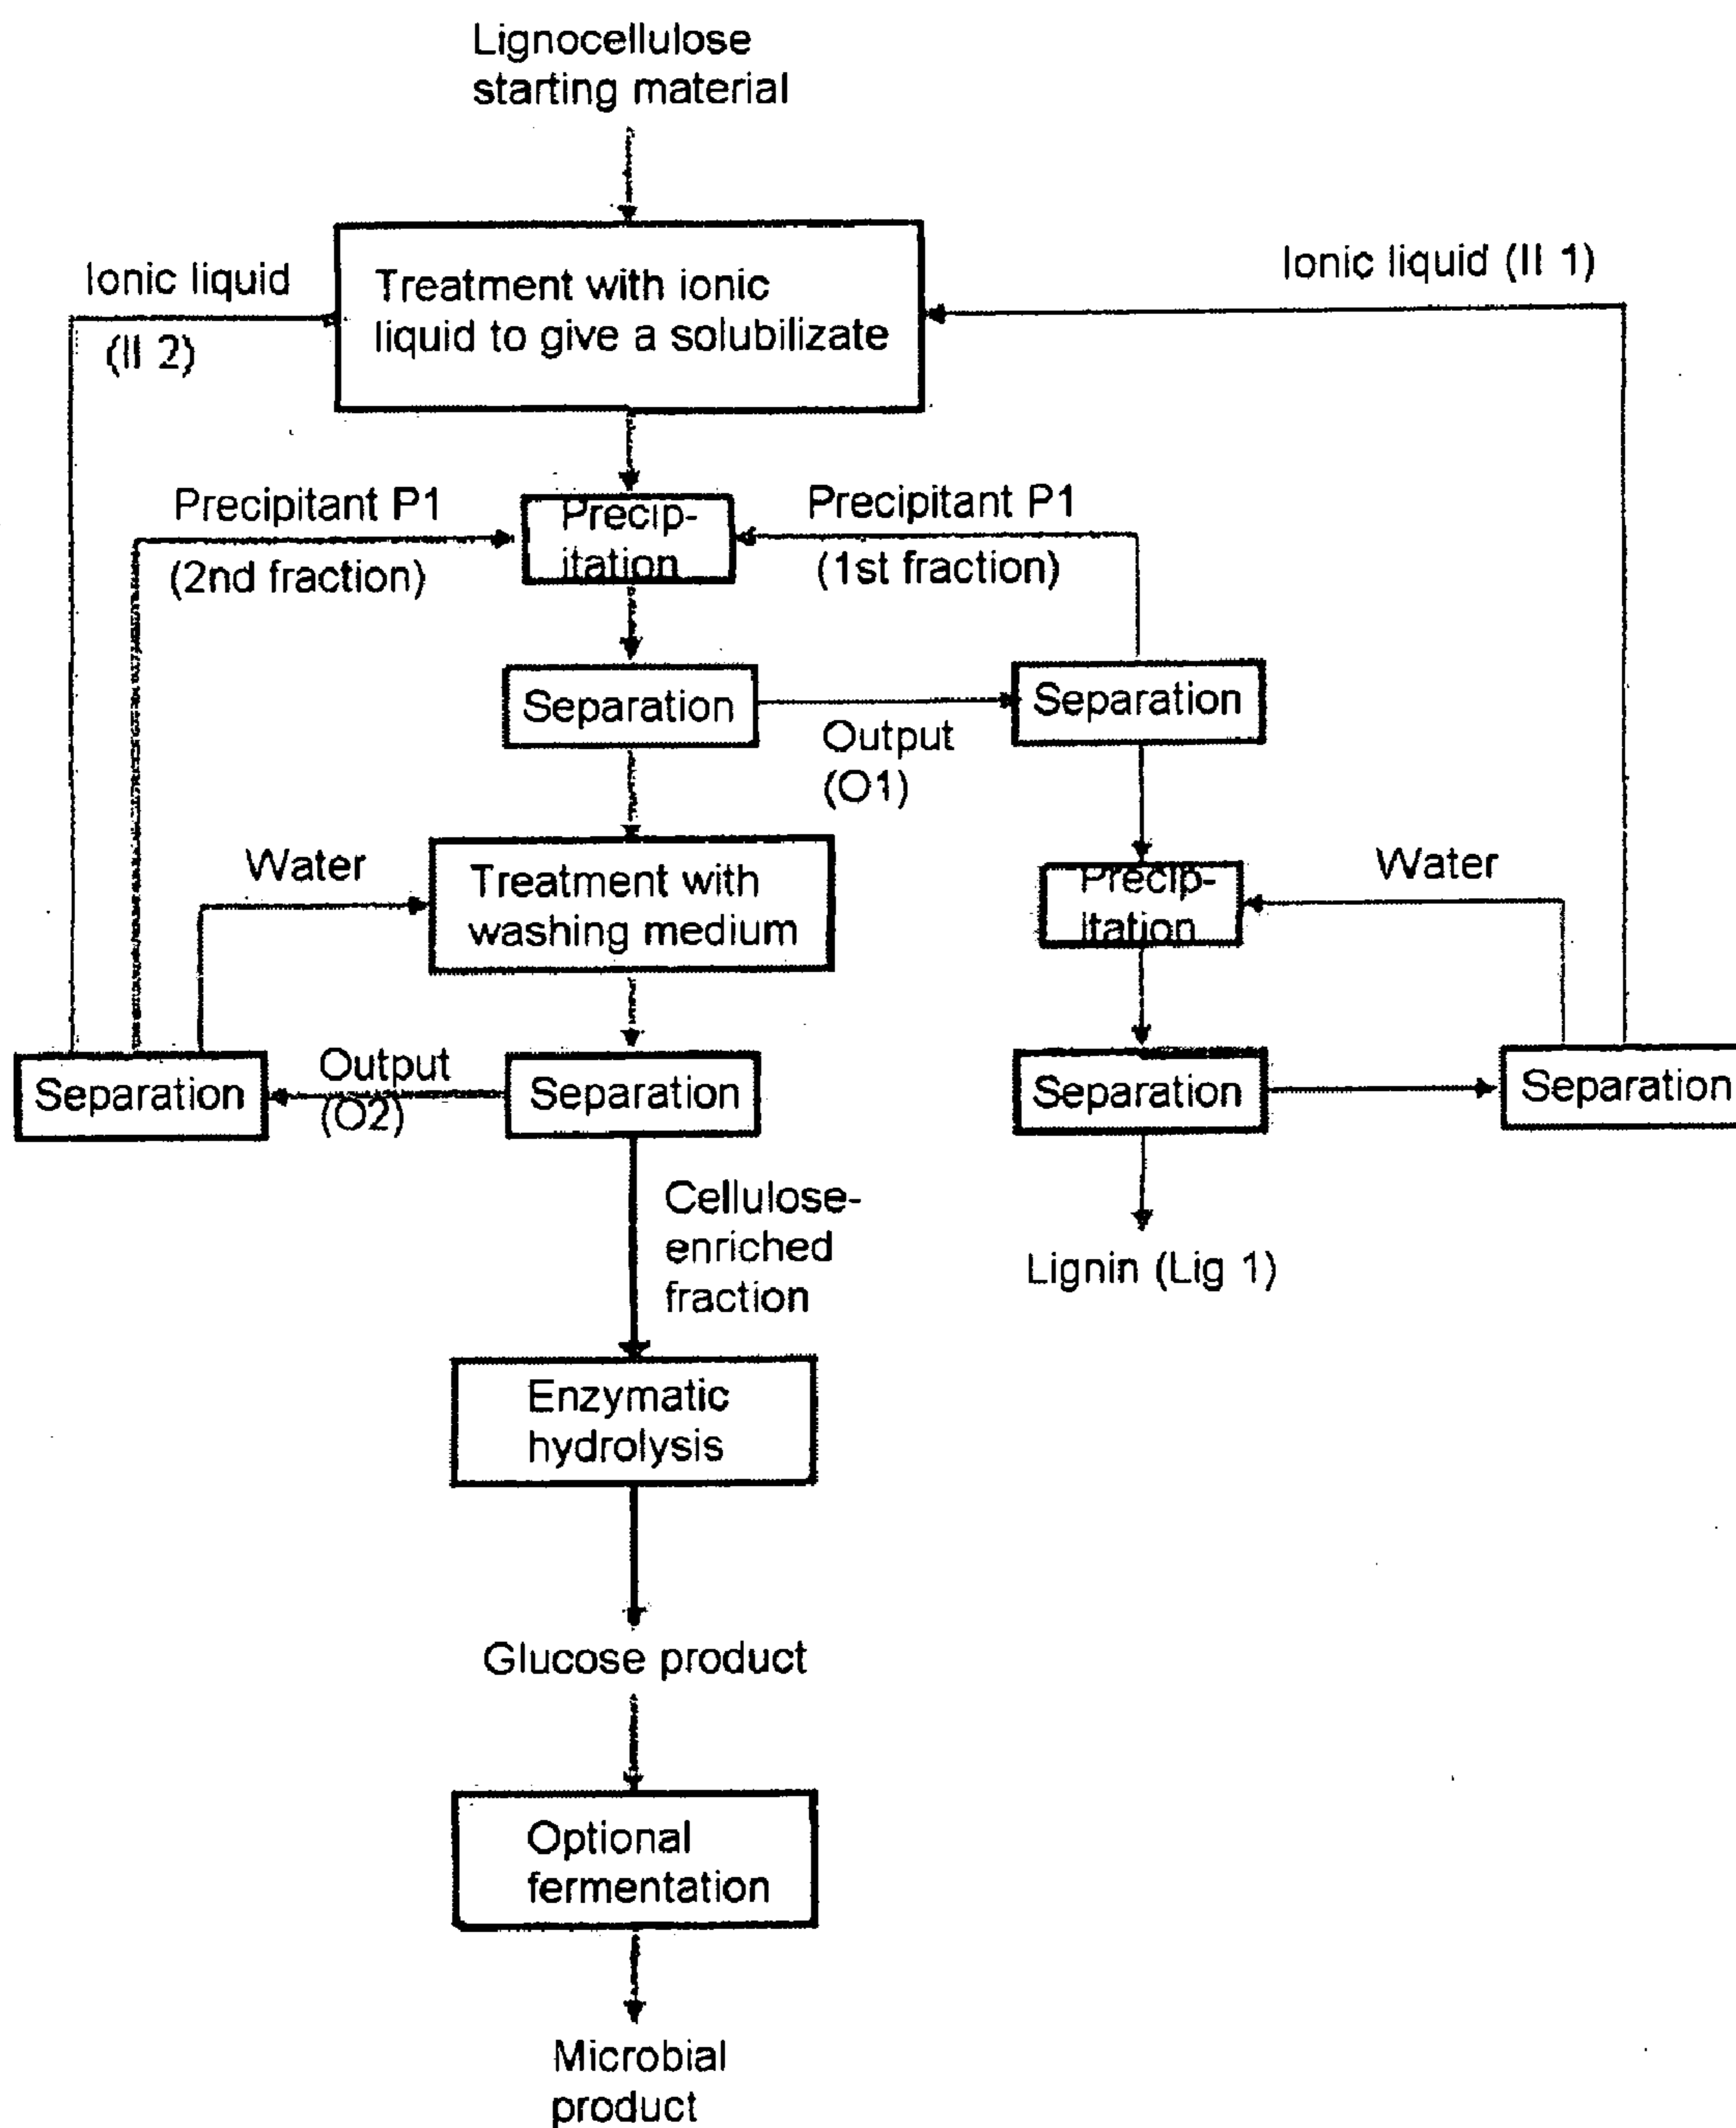 Lignocellulose
starting material
Ionic liquid
(II 2)
Treatment with ionic
liquid to give a solubilizate
Ionic liquid (II 1)
Precipitant P1
(2nd fraction)
Precip-
itation
Precipitant P1
(1st fraction)
Separation
Output
(O1)
Separation
Water
Treatment with
washing medium
Precip-
itation
Water
Separation
Output
(O2)
Separation
Separation
Separation
Cellulose-
enriched
fraction
Lignin (Lig 1)
Enzymatic
hydrolysis
Glucose product
Optional
fermentation
Microbial
product